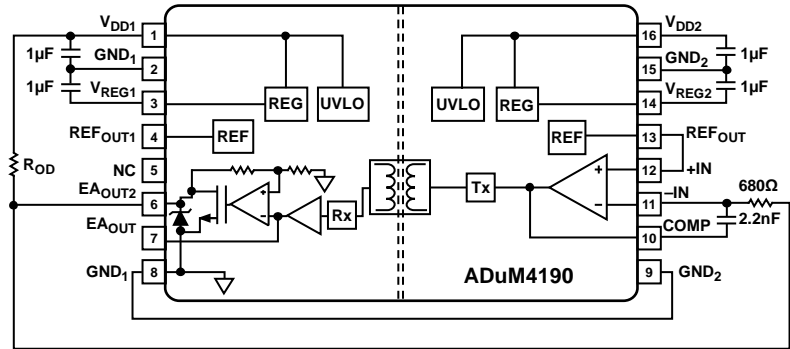 VDD1
1µF
GND1
1µF
VREG1
REFOUT1
ROD
NC
EAOUT2
EAOUT
GND1
1
2
3
4
5
6
7
8
REG
UVLO
REF
Rx
+
−
Tx
UVLO
REG
REF
+
−
ADuM4190
16
15
14
13
12
11
10
9
VDD2
1µF
GND2
1µF
VREG2
REFOUT
+IN
−IN
680Ω
COMP
2.2nF
GND2